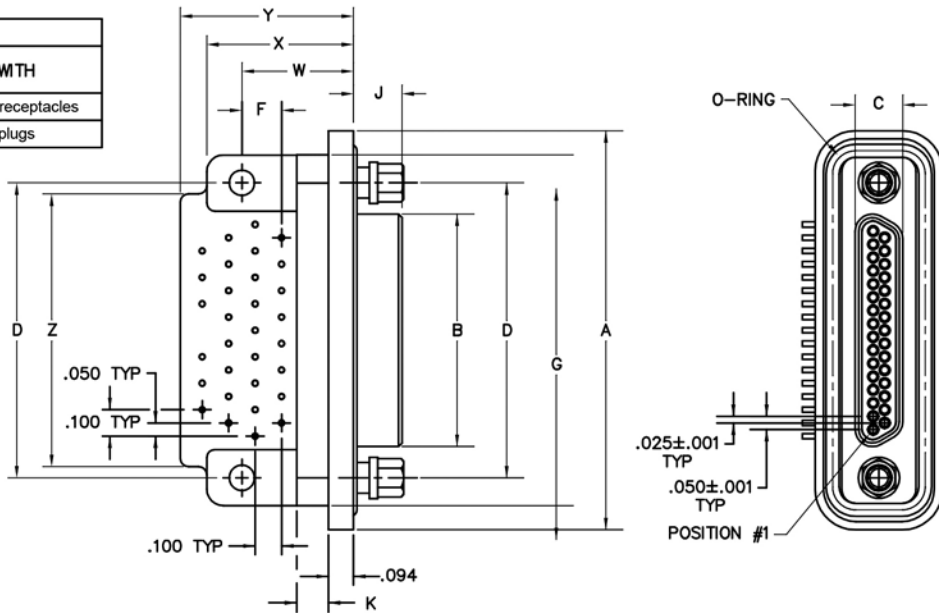 WITH
receptacles
plugs
Y
X
W
J
F
D
Z
B
D
G
A
.050 TYP
.100 TYP
.100 TYP
.094
K
O-RING
C
.025±.001
TYP
.050±.001
TYP
POSITION #1